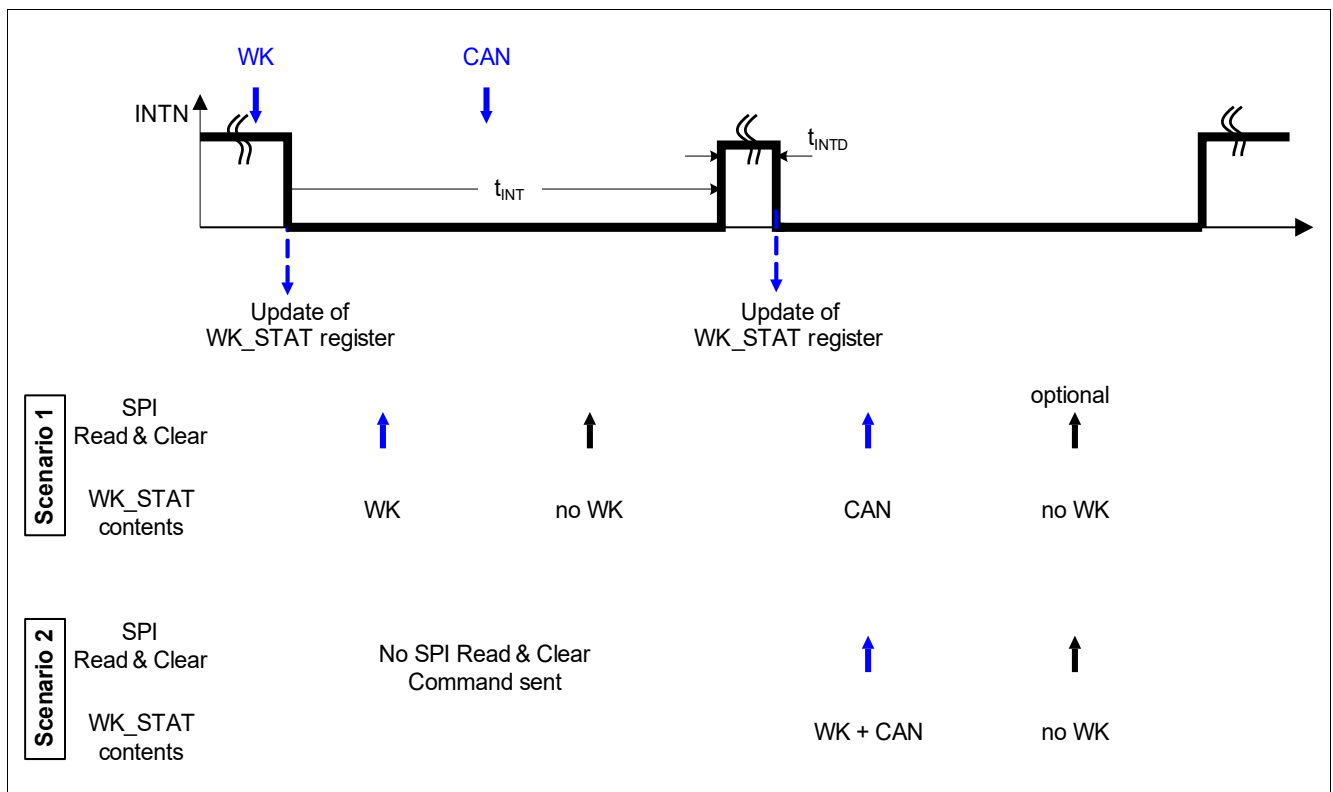 WK
CAN
INTN
tINTD
tINT
Update of
WK_STAT register
Update of
WK_STAT register
Scenario 1
SPI
Read & Clear
optional
WK_STAT
contents
WK
no WK
CAN
no WK
Scenario 2
SPI
Read & Clear
No SPI Read & Clear
Command sent
WK_STAT
contents
WK + CAN
no WK